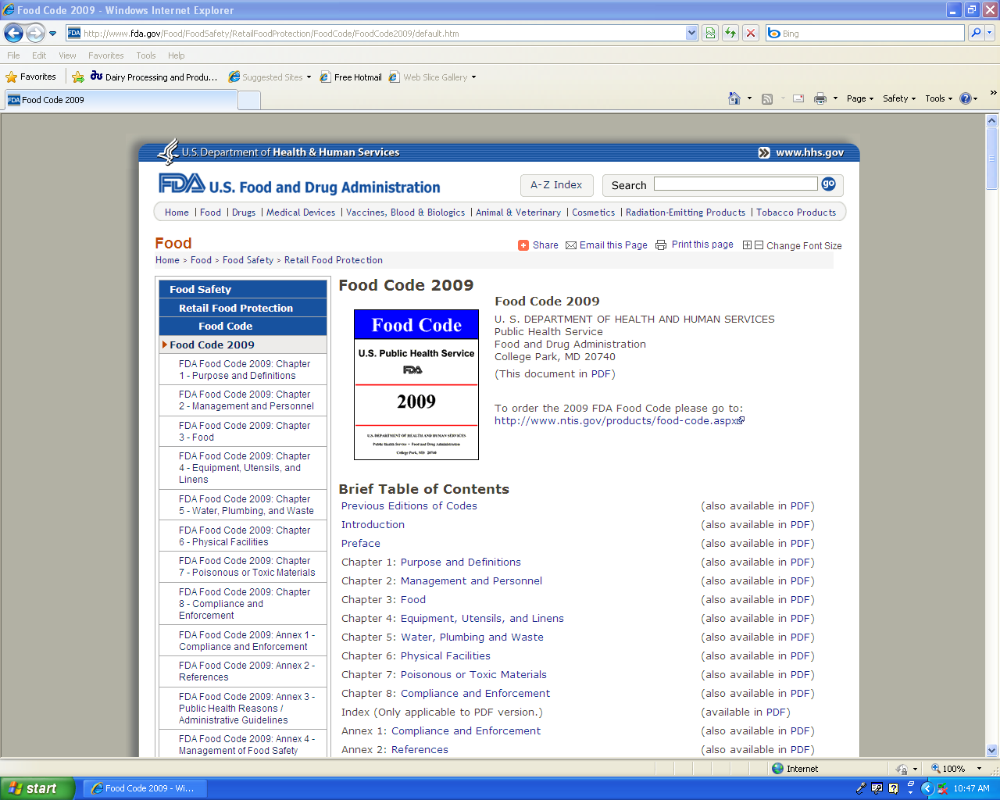 Food Code 2009 - Windows Internet Explorer
FDA http://www.fda.gov/Food/FoodSafety/RetailFoodProtection/FoodCode/FoodCode2009/default.htm
Bing
File Edit View Favorites Tools Help
Favorites Dairy Processing and Produ... Suggested Sites Free Hotmail Web Slice Gallery
FDA Food Code 2009
Page Safety Tools
U.S. Department of Health & Human Services
www.hhs.gov
FDA U.S. Food and Drug Administration
A-Z Index
Search
go
Home | Food | Drugs | Medical Devices | Vaccines, Blood & Biologics | Animal & Veterinary | Cosmetics | Radiation-Emitting Products | Tobacco Products
Food
Share Email this Page Print this page Change Font Size
Home > Food > Food Safety > Retail Food Protection
Food Safety
Retail Food Protection
Food Code
Food Code 2009
FDA Food Code 2009: Chapter
1 - Purpose and Definitions
FDA Food Code 2009: Chapter
2 - Management and Personnel
FDA Food Code 2009: Chapter
3 - Food
FDA Food Code 2009: Chapter
4 - Equipment, Utensils, and
Linens
FDA Food Code 2009: Chapter
5 - Water, Plumbing, and Waste
FDA Food Code 2009: Chapter
6 - Physical Facilities
FDA Food Code 2009: Chapter
7 - Poisonous or Toxic Materials
FDA Food Code 2009: Chapter
8 - Compliance and
Enforcement
FDA Food Code 2009: Annex 1 -
Compliance and Enforcement
FDA Food Code 2009: Annex 2 -
References
FDA Food Code 2009: Annex 3 -
Public Health Reasons /
Administrative Guidelines
FDA Food Code 2009: Annex 4 -
Management of Food Safety
Food Code 2009
Food Code
U.S. Public Health Service
FDA
2009
U.S. DEPARTMENT OF HEALTH AND HUMAN SERVICES
Public Health Service • Food and Drug Administration
College Park, MD 20740
Food Code 2009
U. S. DEPARTMENT OF HEALTH AND HUMAN SERVICES
Public Health Service
Food and Drug Administration
College Park, MD 20740
(This document in PDF)
To order the 2009 FDA Food Code please go to:
http://www.ntis.gov/products/food-code.aspx
Brief Table of Contents
Previous Editions of Codes (also available in PDF)
Introduction (also available in PDF)
Preface (also available in PDF)
Chapter 1: Purpose and Definitions (also available in PDF)
Chapter 2: Management and Personnel (also available in PDF)
Chapter 3: Food (also available in PDF)
Chapter 4: Equipment, Utensils, and Linens (also available in PDF)
Chapter 5: Water, Plumbing and Waste (also available in PDF)
Chapter 6: Physical Facilities (also available in PDF)
Chapter 7: Poisonous or Toxic Materials (also available in PDF)
Chapter 8: Compliance and Enforcement (also available in PDF)
Index (Only applicable to PDF version.) (available in PDF)
Annex 1: Compliance and Enforcement (also available in PDF)
Annex 2: References (also available in PDF)
Internet 100%
start Food Code 2009 - Wi... 10:47 AM